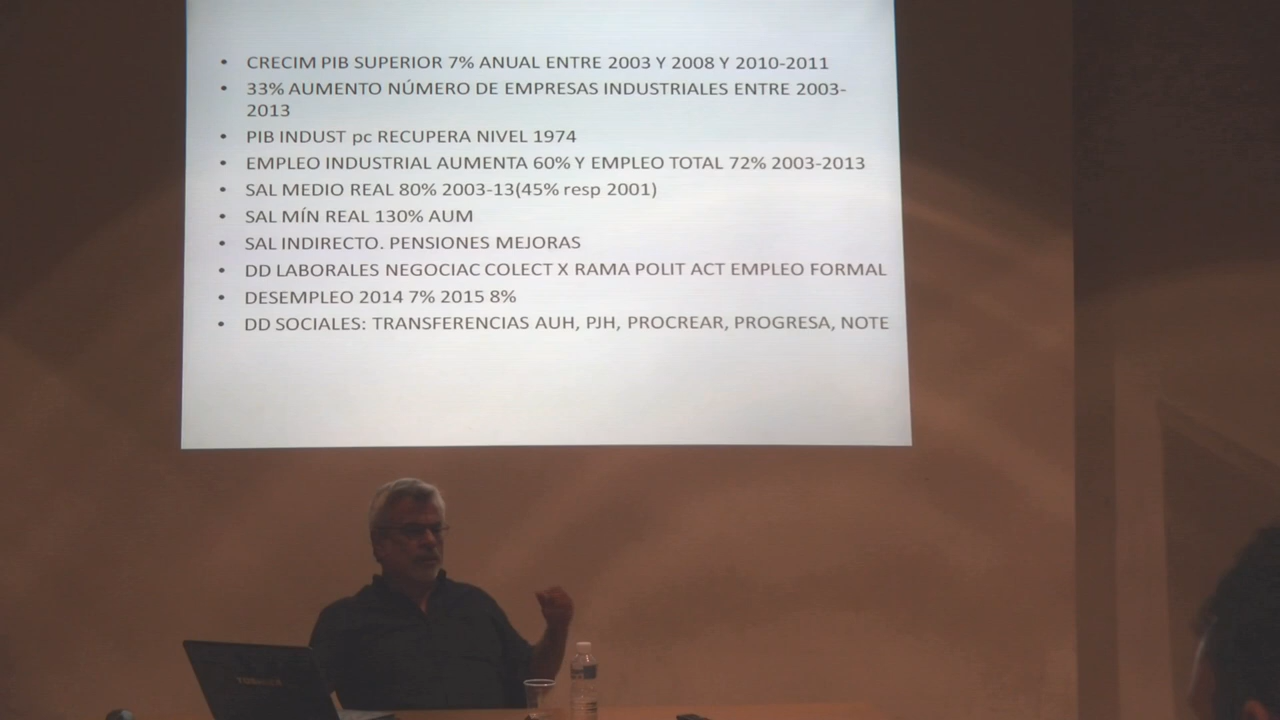 • CRECIM PIB SUPERIOR 7% ANUAL ENTRE 2003 Y 2008 Y 2010-2011
• 33% AUMENTO NÚMERO DE EMPRESAS INDUSTRIALES ENTRE 2003-
2013
• PIB INDUST pc RECUPERA NIVEL 1974
• EMPLEO INDUSTRIAL AUMENTA 60% Y EMPLEO TOTAL 72% 2003-2013
• SAL MEDIO REAL 80% 2003-13(45% resp 2001)
• SAL MÍN REAL 130% AUM
• SAL INDIRECTO. PENSIONES MEJORAS
• DD LABORALES NEGOCIAC COLECT X RAMA POLIT ACT EMPLEO FORMAL
• DESEMPLEO 2014 7% 2015 8%
• DD SOCIALES: TRANSFERENCIAS AUH, PJH, PROCREAR, PROGRESA, NOTE
TOSHIBA